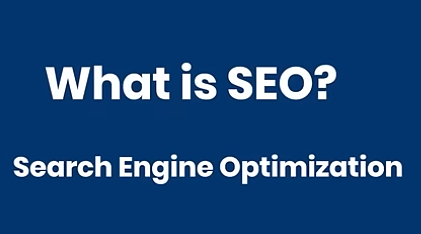 What is SEO?
Search Engine Optimization